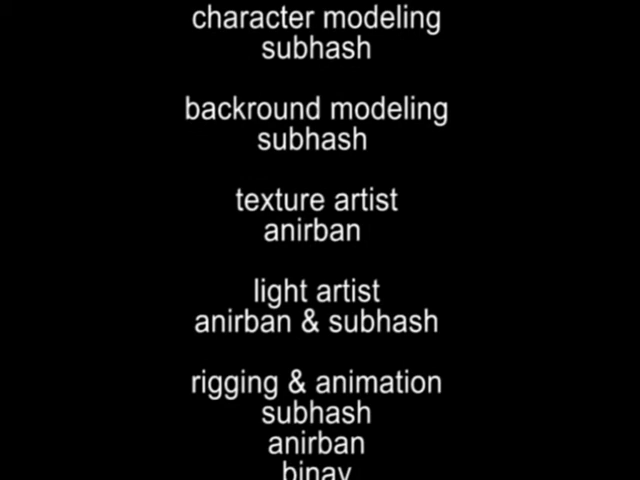 character modeling
subhash
backround modeling
subhash
texture artist
anirban
light artist
anirban & subhash
rigging & animation
subhash
anirban
binay